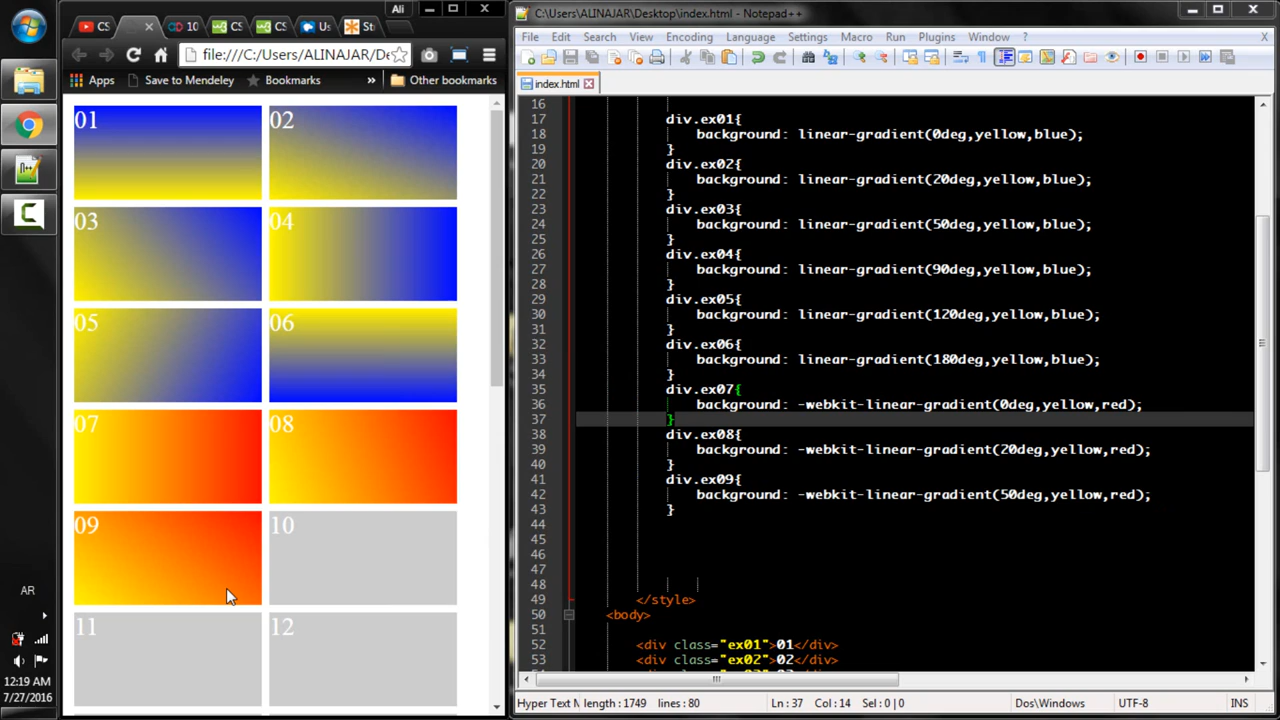 Ali
C:\Users\ALINAJAR\Desktop\index.html - Notepad++
CS
10
CS
CS
Us
Sti
File Edit Search View Encoding Language Settings Macro Run Plugins Window ? X
file:///C:/Users/ALINAJAR/De
Apps Save to Mendeley Bookmarks » Other bookmarks
index.html
01
02
03
04
05
06
07
08
09
10
11
12
16
17 div.ex01{
18 background: linear-gradient(0deg,yellow,blue);
19 }
20 div.ex02{
21 background: linear-gradient(20deg,yellow,blue);
22 }
23 div.ex03{
24 background: linear-gradient(50deg,yellow,blue);
25 }
26 div.ex04{
27 background: linear-gradient(90deg,yellow,blue);
28 }
29 div.ex05{
30 background: linear-gradient(120deg,yellow,blue);
31 }
32 div.ex06{
33 background: linear-gradient(180deg,yellow,blue);
34 }
35 div.ex07{
36 background: -webkit-linear-gradient(0deg,yellow,red);
37 }
38 div.ex08{
39 background: -webkit-linear-gradient(20deg,yellow,red);
40 }
41 div.ex09{
42 background: -webkit-linear-gradient(50deg,yellow,red);
43 }
44
45
46
47
48
49 </style>
50 <body>
51
52 <div class="ex01">01</div>
53 <div class="ex02">02</div>
AR
12:19 AM
7/27/2016
Hyper Text M length : 1749 lines : 80 Ln : 37 Col : 14 Sel : 0 | 0 Dos\Windows UTF-8 INS